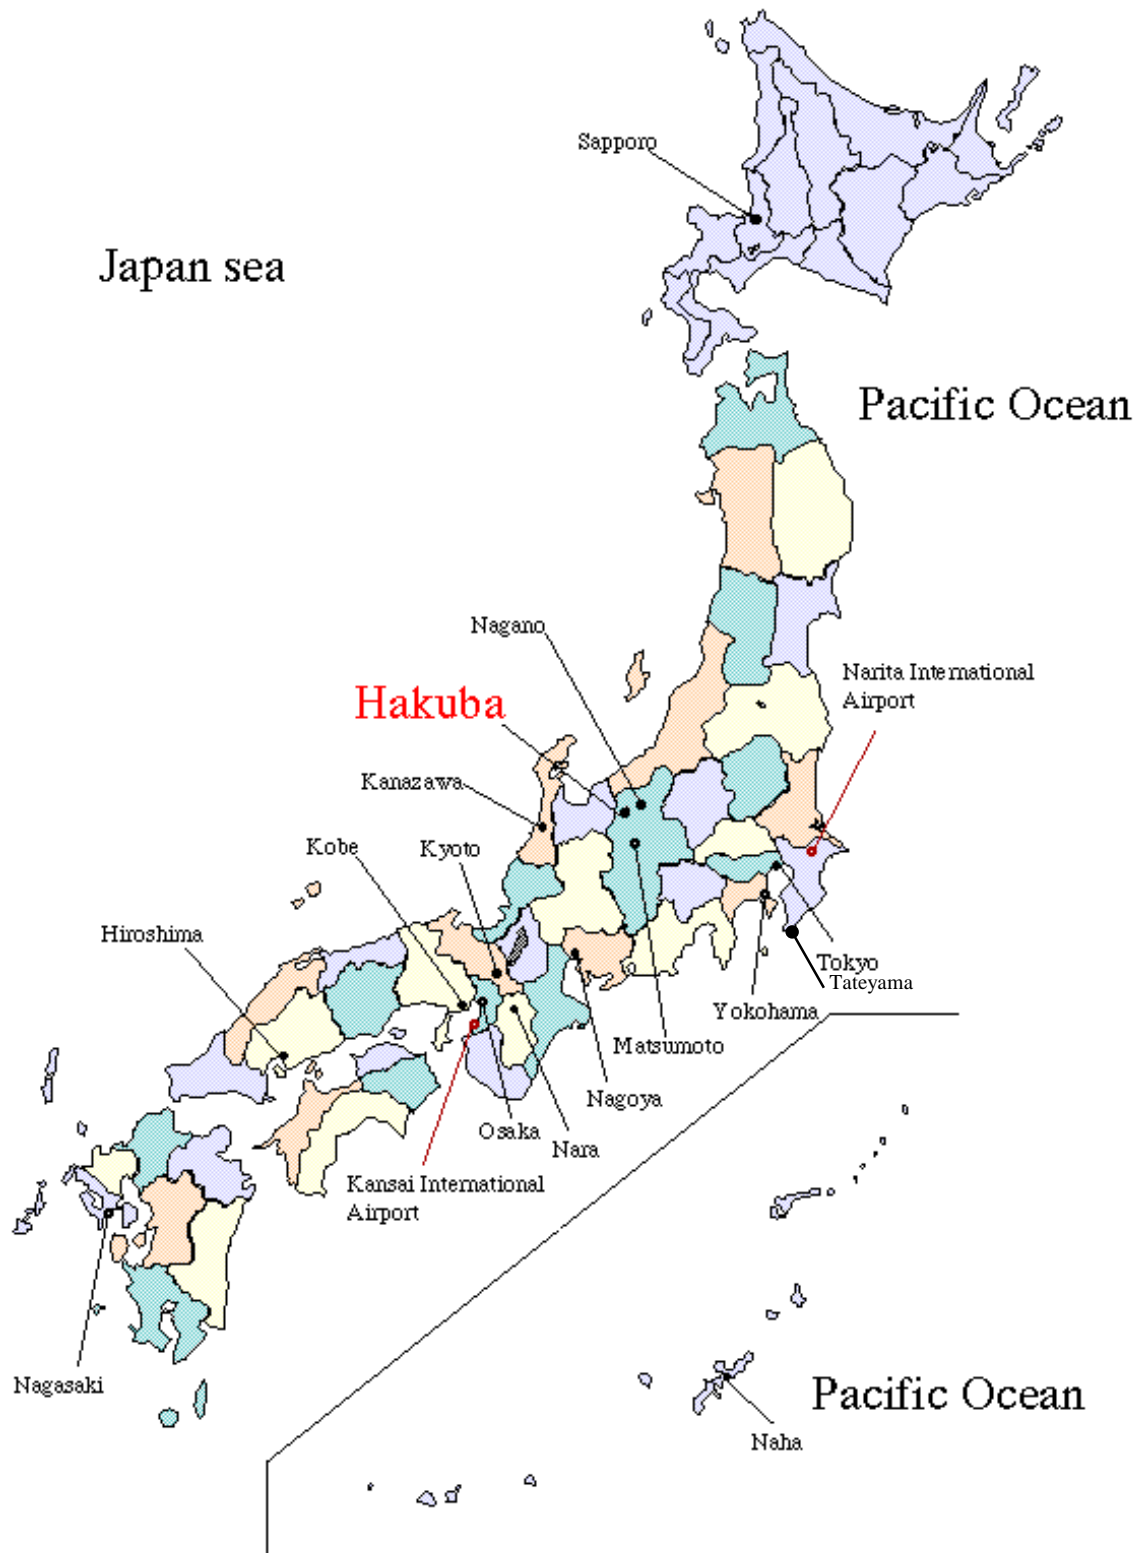 Sapporo
Japan sea
Pacific Ocean
Nagano
Narita International
Airport
Hakuba
Kanazawa
Kobe
Kyoto
Hiroshima
Tokyo
Tateyama
Yokohama
Matsumoto
Nagoya
Osaka
Nara
Kansai International
Airport
Nagasaki
Pacific Ocean
Naha